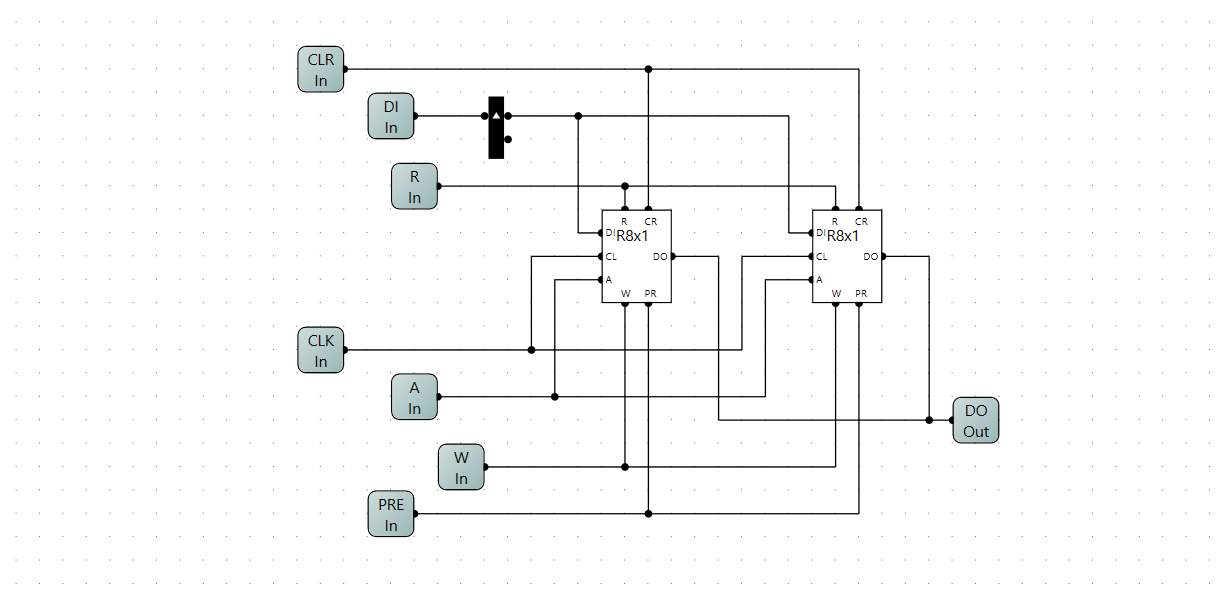 CLR
In
DI
In
R
In
R CR
DI R8x1
CL DO
A
W PR
R CR
DI R8x1
CL DO
A
W PR
CLK
In
A
In
DO
Out
W
In
PRE
In